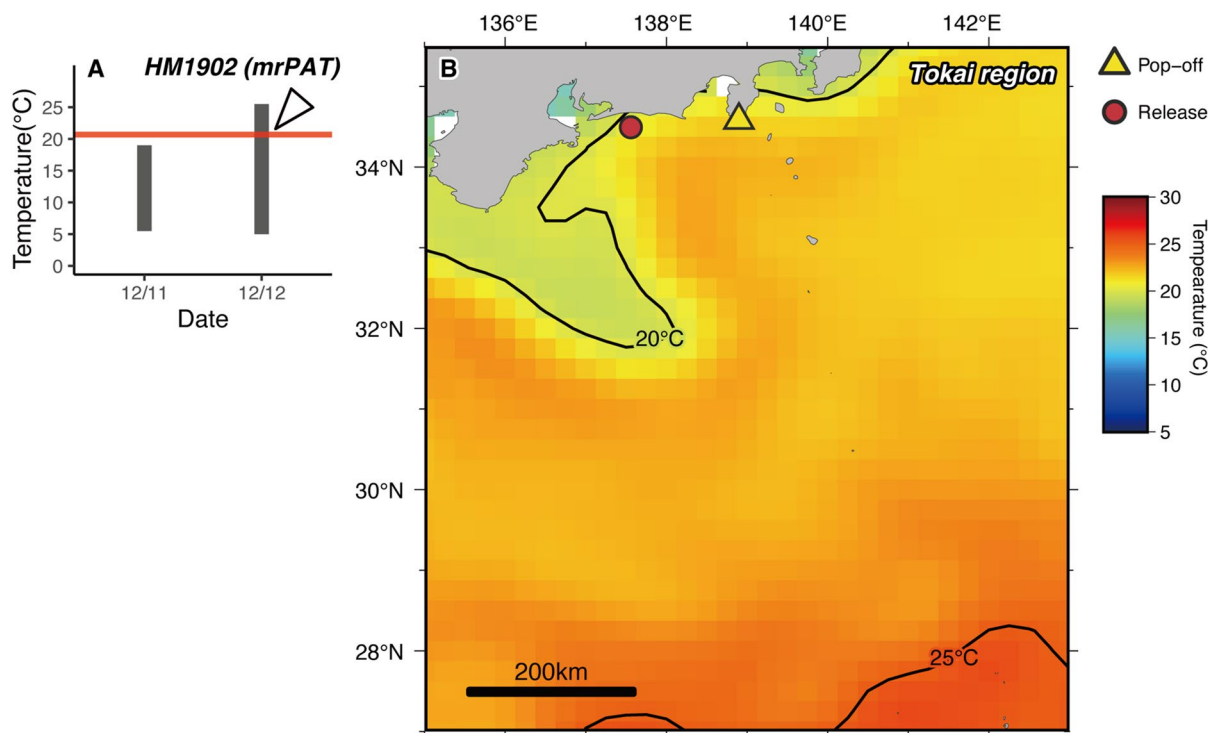 136°E 138°E 140°E 142°E
A HM1902 (mrPAT)
B Tokai region
Pop-off
Release
Temperature(°C)
25
20
15
10
5
0
12/11 12/12
Date
34°N
32°N
30°N
28°N
20°C
25°C
200km
30
25
20
15
10
5
Tempearature (°C)